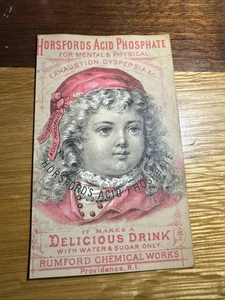 HORSFORDS ACID PHOSPHATE
FOR MENTAL & PHYSICAL
EXHAUSTION, DYSPEPSIA &C.
HORSFORDS ACID PHOSPHATE
IT MAKES A
DELICIOUS DRINK
WITH WATER & SUGAR ONLY.
RUMFORD CHEMICAL WORKS
Providence, R.I.